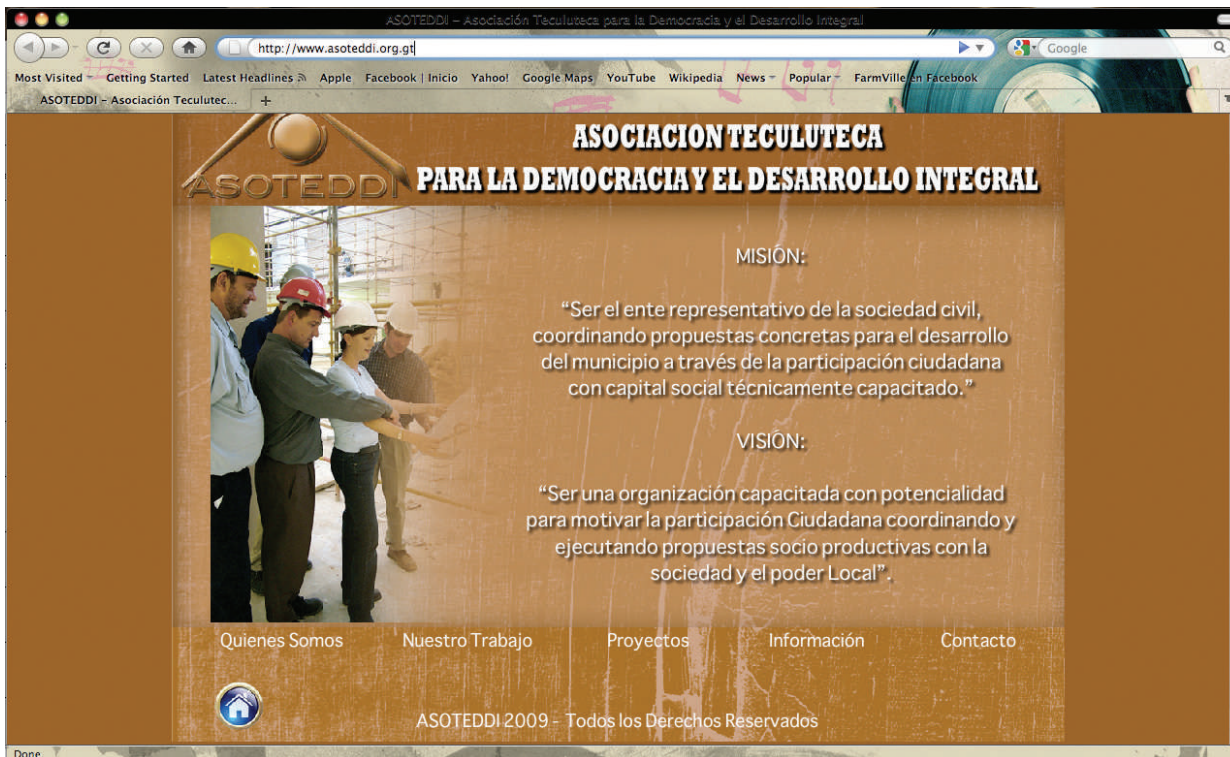 ASOTEDDI – Asociación Teculuteca para la Democracia y el Desarrollo Integral
http://www.asoteddi.org.gt
Google
Most Visited Getting Started Latest Headlines Apple Facebook | Inicio Yahoo! Google Maps YouTube Wikipedia News Popular FarmVille en Facebook
ASOTEDDI – Asociación Teculutec... +
ASOTEDDI
ASOCIACION TECULUTECA
PARA LA DEMOCRACIA Y EL DESARROLLO INTEGRAL
MISIÓN:
“Ser el ente representativo de la sociedad civil,
coordinando propuestas concretas para el desarrollo
del municipio a través de la participación ciudadana
con capital social técnicamente capacitado.”
VISIÓN:
“Ser una organización capacitada con potencialidad
para motivar la participación Ciudadana coordinando y
ejecutando propuestas socio productivas con la
sociedad y el poder Local”.
Quienes Somos Nuestro Trabajo Proyectos Información Contacto
ASOTEDDI 2009 - Todos los Derechos Reservados
Done